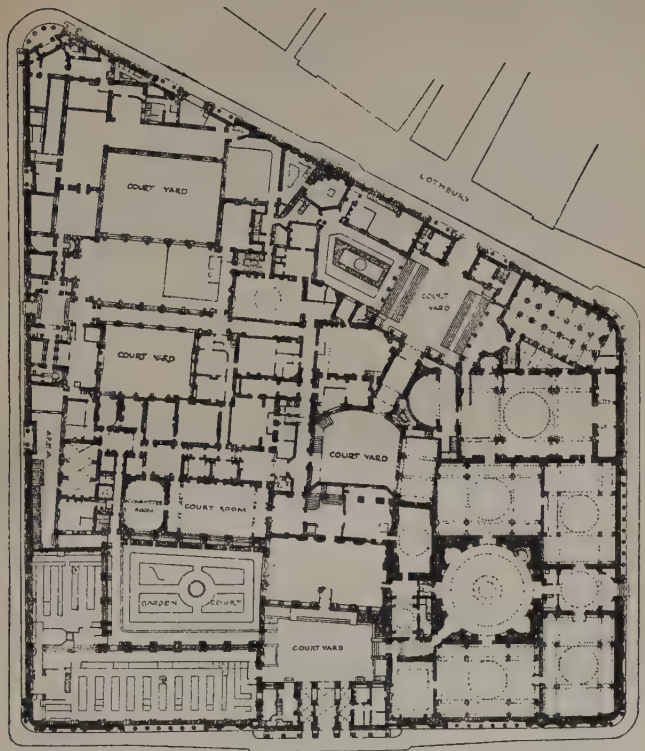 COURT YARD
LOTHBURY
COURT
YARD
COURT YARD
AREA
COURT YARD
COMMITTEE
ROOM
COURT ROOM
GARDEN COURT
COURT YARD